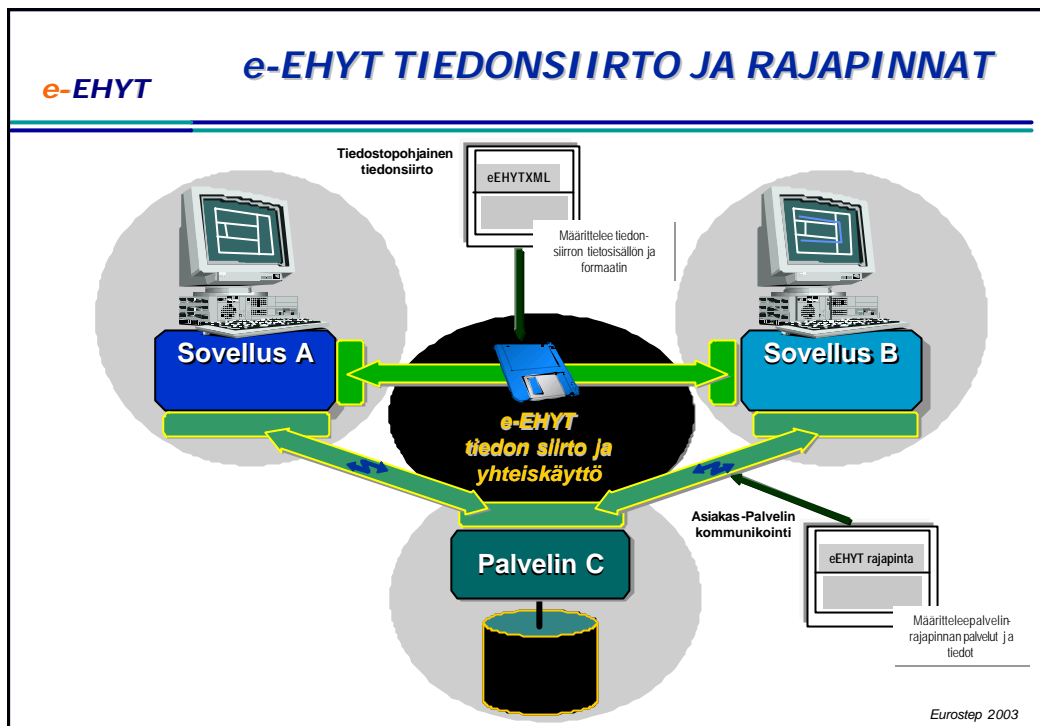 e-EHYT TIEDONSIIRTO JA RAJAPINNAT
e-EHYT
Tiedostopohjainen
tiedonsiirto
eEHYTXML
Määrittelee tiedon-
siirron tietosisällön ja
formaatin
Sovellus A
Sovellus B
e-EHYT
tiedon siirto ja
yhteiskäyttö
Asiakas-Palvelin
kommunikointi
Palvelin C
eEHYT rajapinta
Määritteleepalvelin-
rajapinnan palvelut ja
tiedot
Eurostep 2003